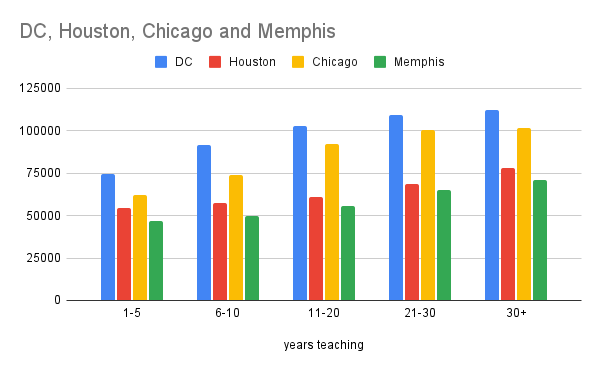 DC, Houston, Chicago and Memphis
DC Houston Chicago Memphis
125000
100000
75000
50000
25000
0
1-5 6-10 11-20 21-30 30+
years teaching